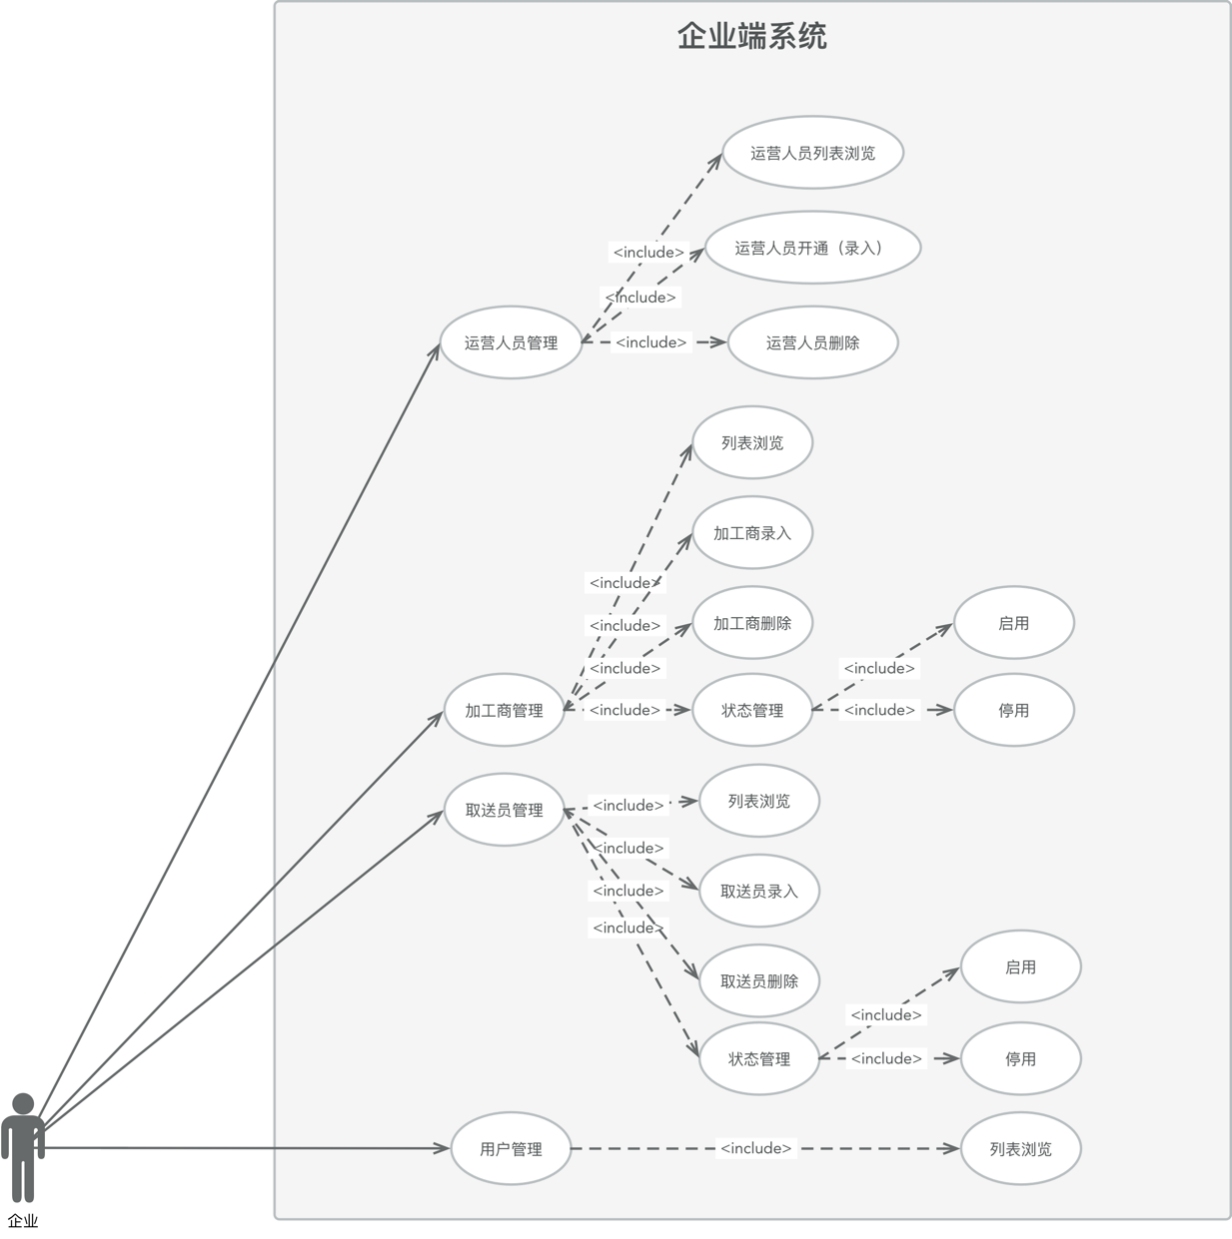 企业端系统
运营人员列表浏览
运营人员开通（录入）
<include>
<include>
运营人员管理
<include>
运营人员删除
列表浏览
加工商录入
<include>
<include>
加工商删除
启用
<include>
<include>
加工商管理
<include>
状态管理
<include>
停用
取送员管理
<include>
列表浏览
<include>
<include>
取送员录入
<include>
启用
取送员删除
<include>
状态管理
<include>
停用
用户管理
<include>
列表浏览
企业